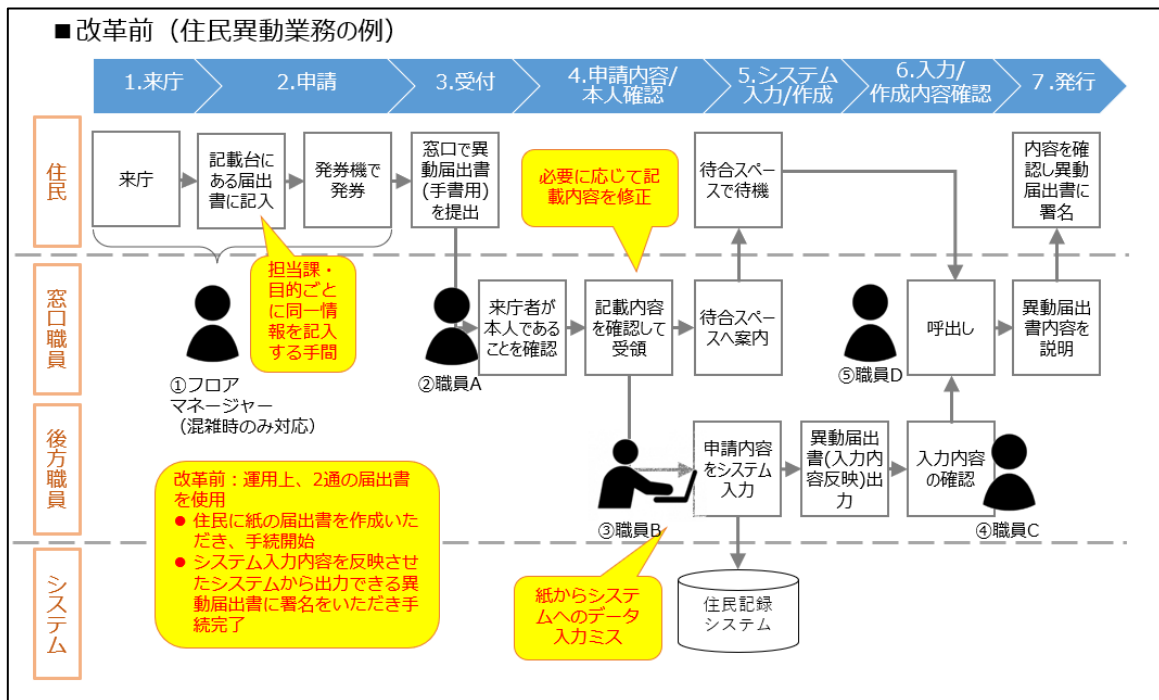 ■改革前（住民異動業務の例）
1.来庁
2.申請
3.受付
4.申請内容/
本人確認
5.システム
入力/作成
6.入力/
作成内容確認
7.発行
住民
来庁
記載台に
ある届出
書に記入
発券機で
発券
窓口で異
動届出書
(手書用)
を提出
必要に応じて記
載内容を修正
待合スペー
スで待機
内容を確
認し異動
届出書に
署名
窓口職員
担当課・
目的ごと
に同一情
報を記入
する手間
①フロア
マネージャー
（混雑時のみ対応）
②職員A
来庁者が
本人である
ことを確認
記載内容
を確認して
受領
待合スペー
スへ案内
⑤職員D
呼出し
異動届出
書内容を
説明
後方職員
改革前：運用上、2通の届出書
を使用
● 住民に紙の届出書を作成いた
だき、手続開始
● システム入力内容を反映させ
たシステムから出力できる異
動届出書に署名をいただき手
続完了
③職員B
申請内容
をシステム
入力
異動届出
書(入力内
容反映)出
力
入力内容
の確認
④職員C
システム
紙からシステ
ムへのデータ
入力ミス
住民記録
システム